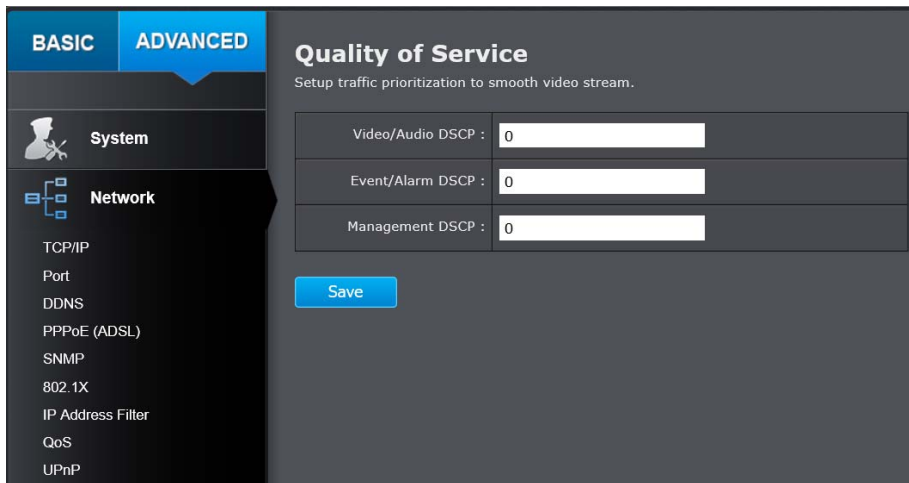 BASIC
ADVANCED
System
Network
TCP/IP
Port
DDNS
PPPoE (ADSL)
SNMP
802.1X
IP Address Filter
QoS
UPnP
Quality of Service
Setup traffic prioritization to smooth video stream.
Video/Audio DSCP : 0
Event/Alarm DSCP : 0
Management DSCP : 0
Save